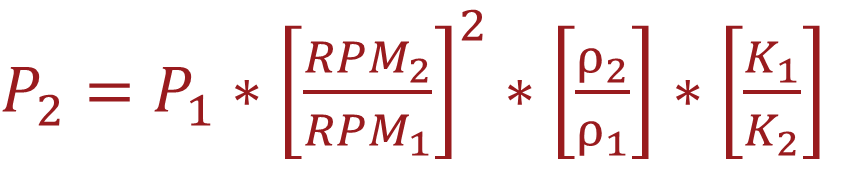 P₂ = P₁ * [RPM₂ / RPM₁]² * [ρ₂ / ρ₁] * [K₁ / K₂]